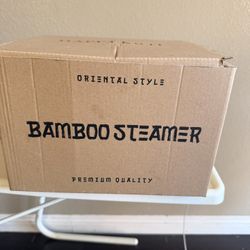 ORIENTAL STYLE
BAMBOO STEAMER
PREMIUM QUALITY